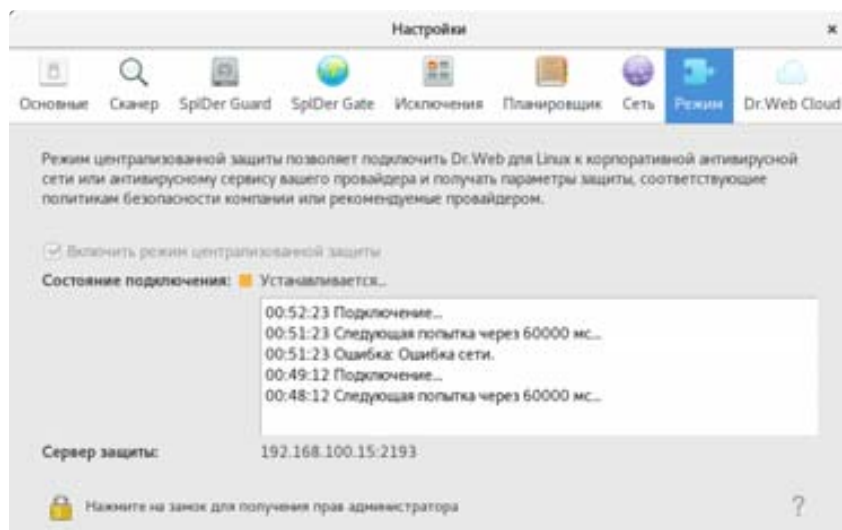 Настройки ×
Основные Сканер SpIDer Guard SpIDer Gate Исключения Планировщик Сеть Режим Dr.Web Cloud
Режим централизованной защиты позволяет подключить Dr.Web для Linux к корпоративной антивирусной
сети или антивирусному сервису вашего провайдера и получать параметры защиты, соответствующие
политикам безопасности компании или рекомендуемые провайдером.
Включить режим централизованной защиты
Состояние подключения: Устанавливается...
00:52:23 Подключение...
00:51:23 Следующая попытка через 60000 мс...
00:51:23 Ошибка: Ошибка сети.
00:49:12 Подключение...
00:48:12 Следующая попытка через 60000 мс...
Сервер защиты: 192.168.100.15:2193
Нажмите на замок для получения прав администратора ?